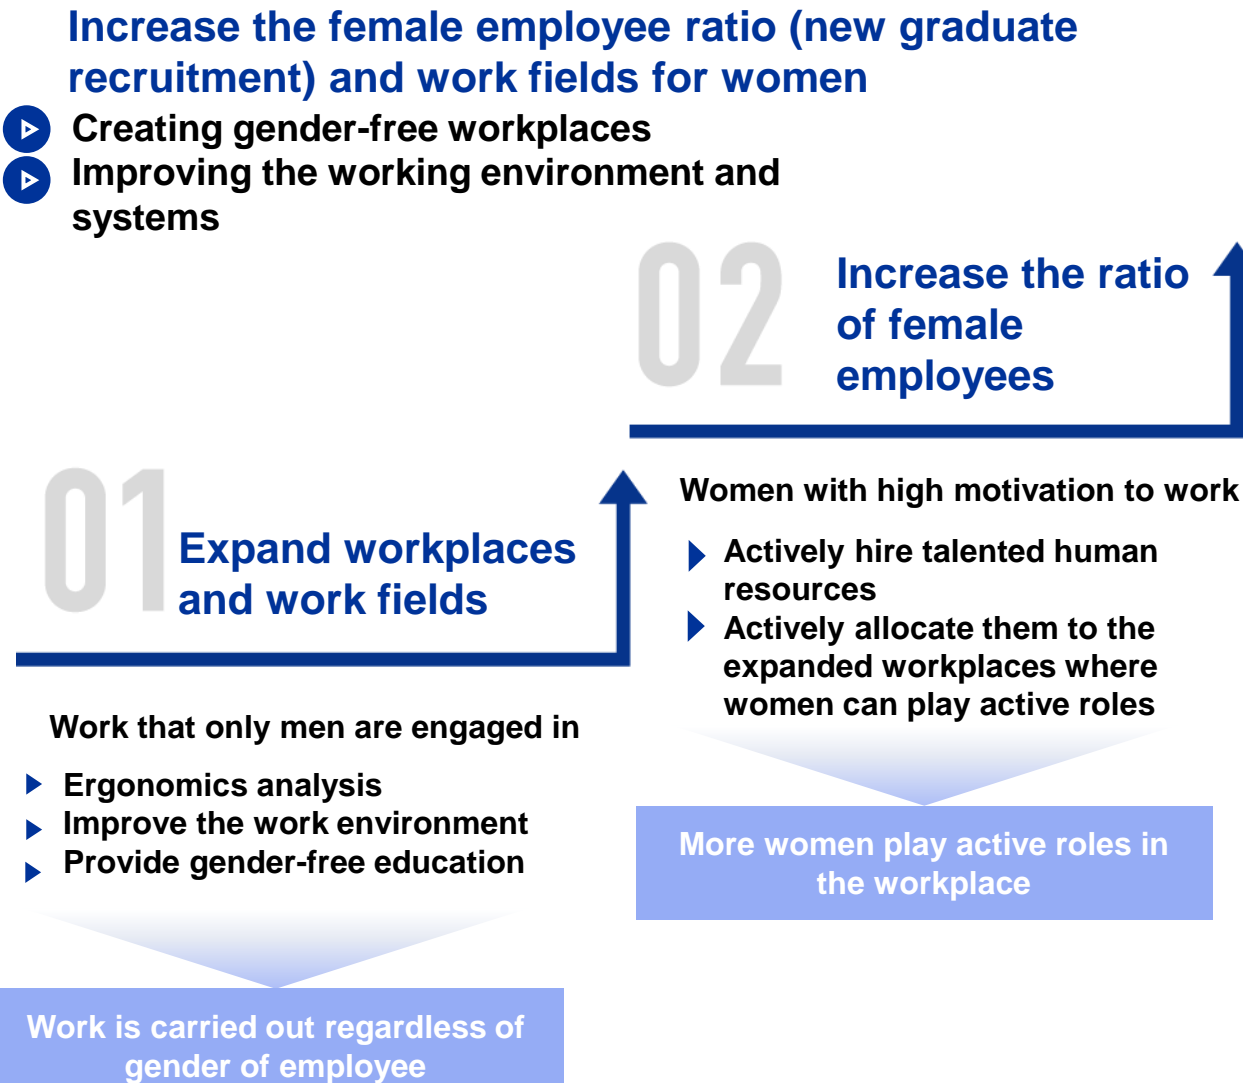 Increase the female employee ratio (new graduate
recruitment) and work fields for women
Creating gender-free workplaces
Improving the working environment and
systems
02
Increase the ratio
of female
employees
01
Expand workplaces
and work fields
Women with high motivation to work
Actively hire talented human
resources
Actively allocate them to the
expanded workplaces where
women can play active roles
More women play active roles in
the workplace
Work that only men are engaged in
Ergonomics analysis
Improve the work environment
Provide gender-free education
Work is carried out regardless of
gender of employee